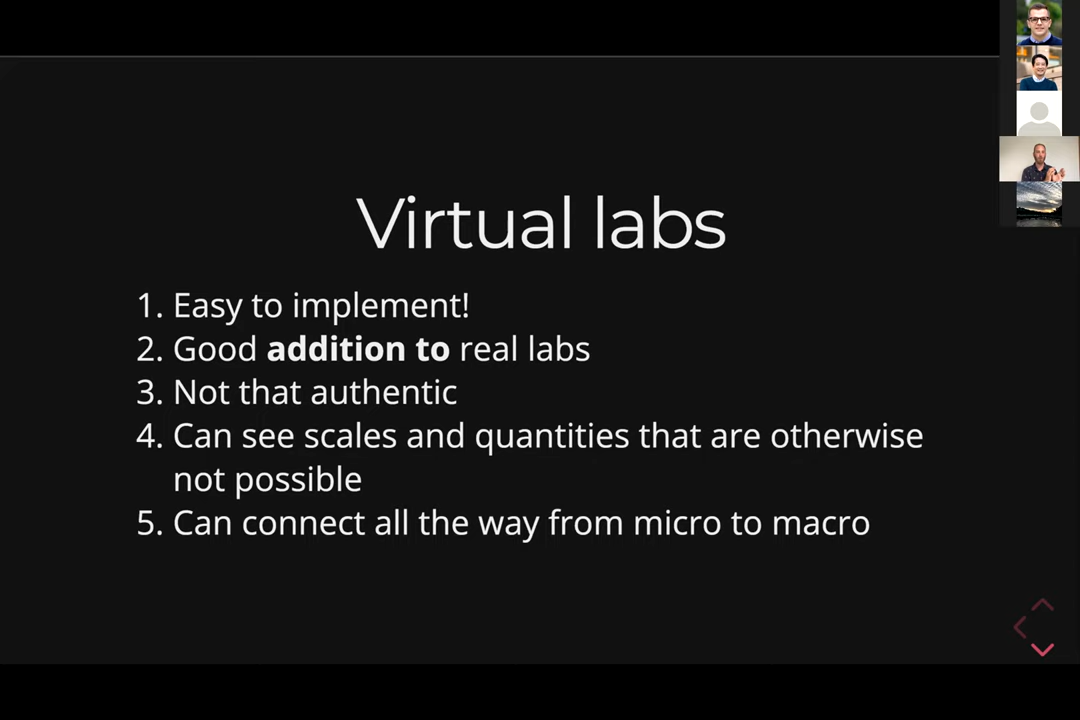 Virtual labs
1. Easy to implement!
2. Good addition to real labs
3. Not that authentic
4. Can see scales and quantities that are otherwise
not possible
5. Can connect all the way from micro to macro